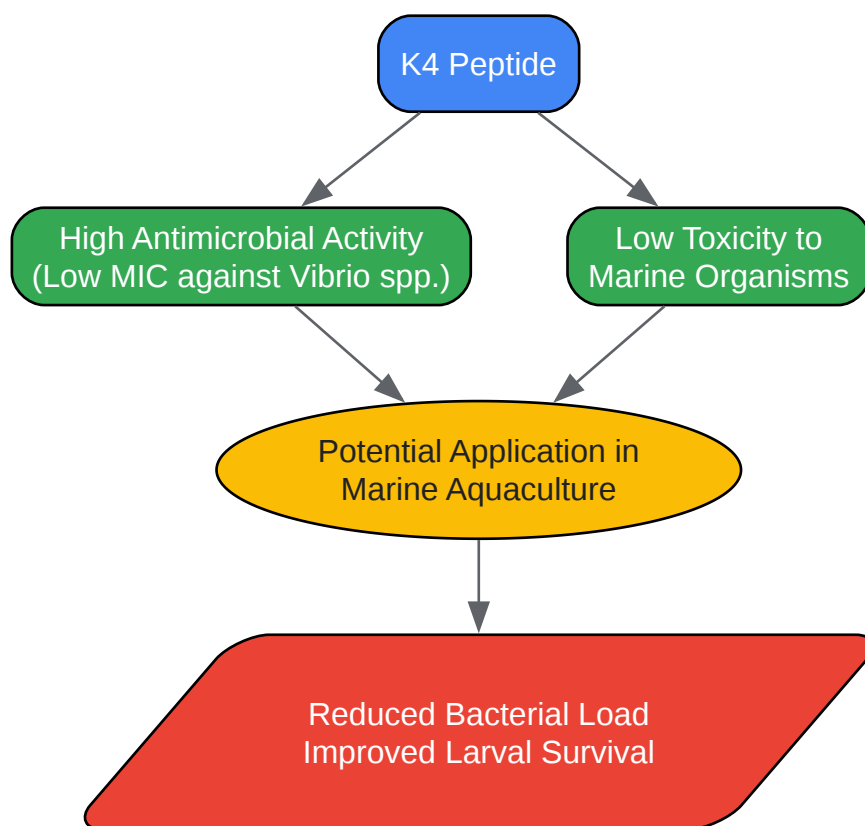 K4 Peptide
High Antimicrobial Activity
(Low MIC against Vibrio spp.)
Low Toxicity to
Marine Organisms
Potential Application in
Marine Aquaculture
Reduced Bacterial Load
Improved Larval Survival